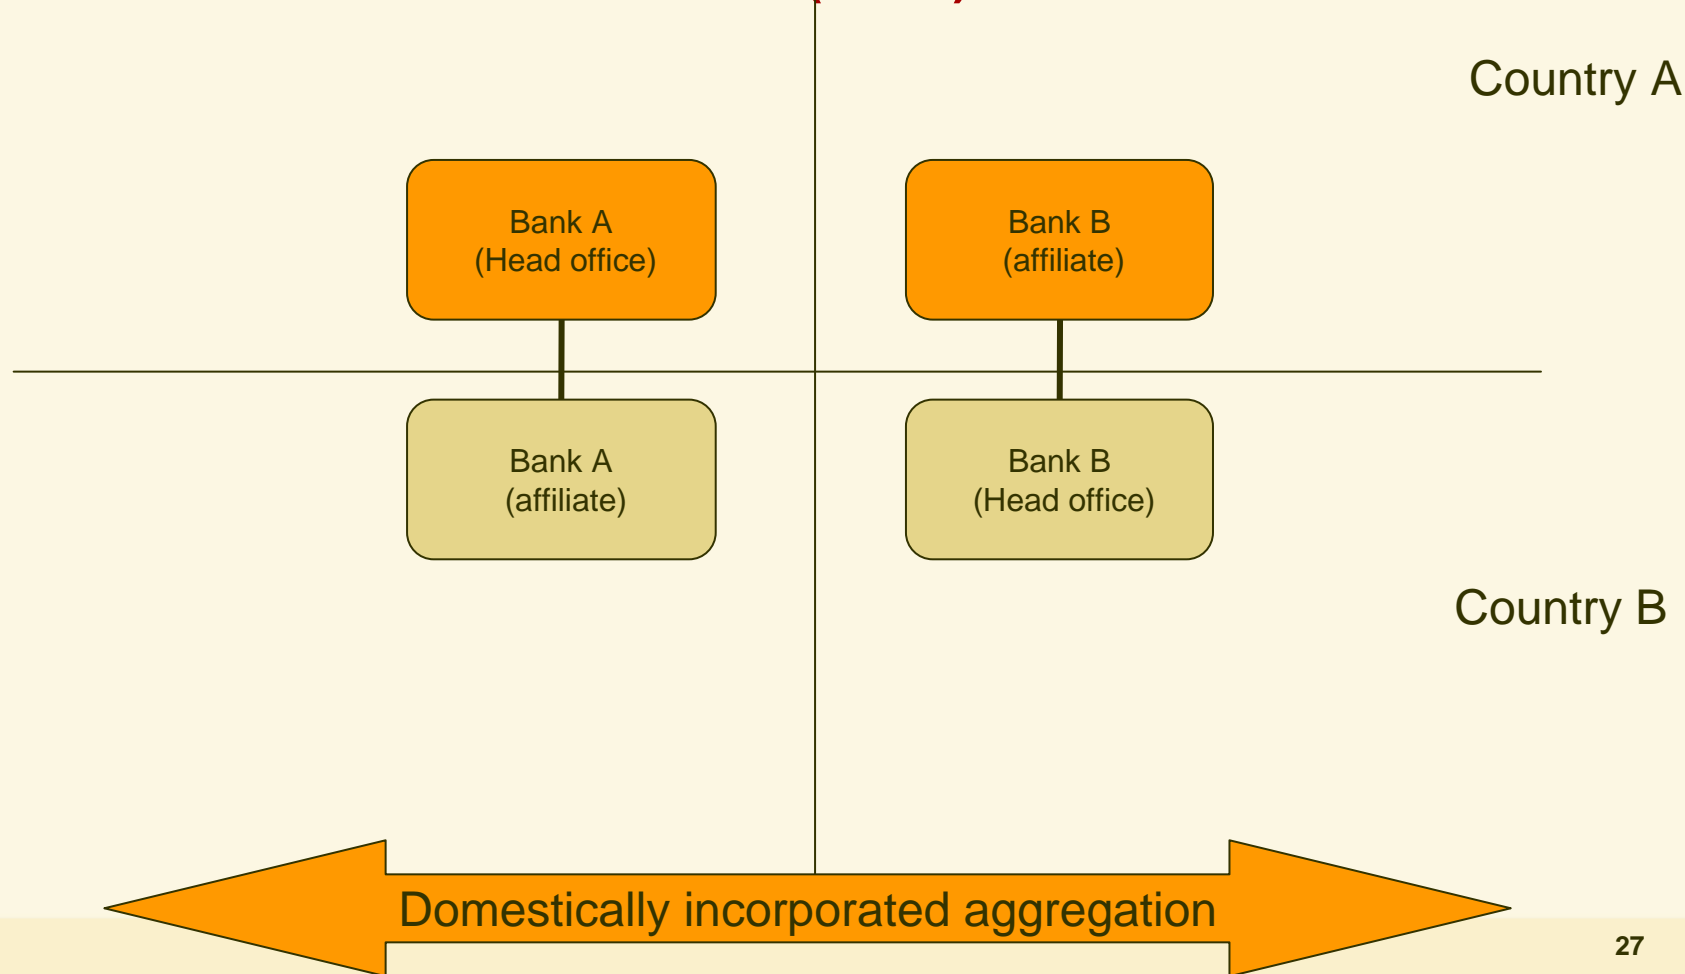 Country A
Bank A
(Head office)
Bank B
(affiliate)
Bank A
(affiliate)
Bank B
(Head office)
Country B
Domestically incorporated aggregation
27